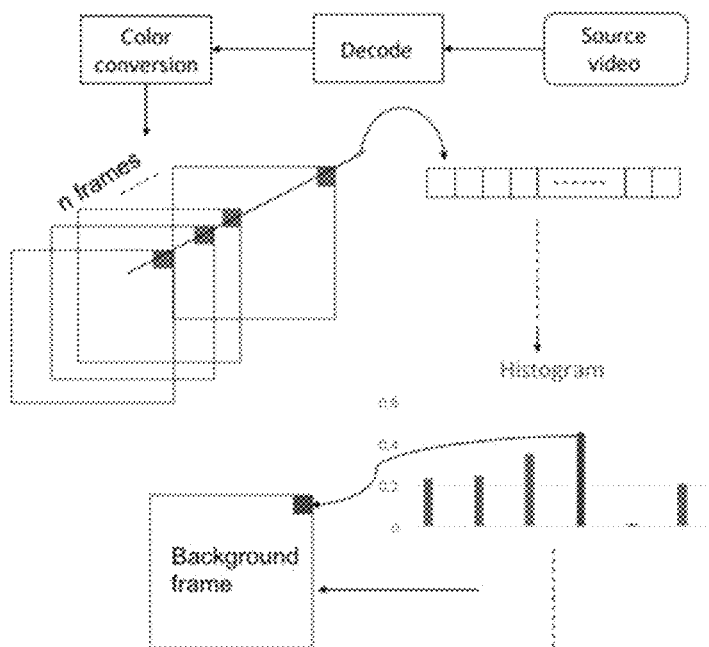 Color
conversion
Decode
Source
video
n frames
Histogram
0.6
0.4
0.2
0
Background
frame